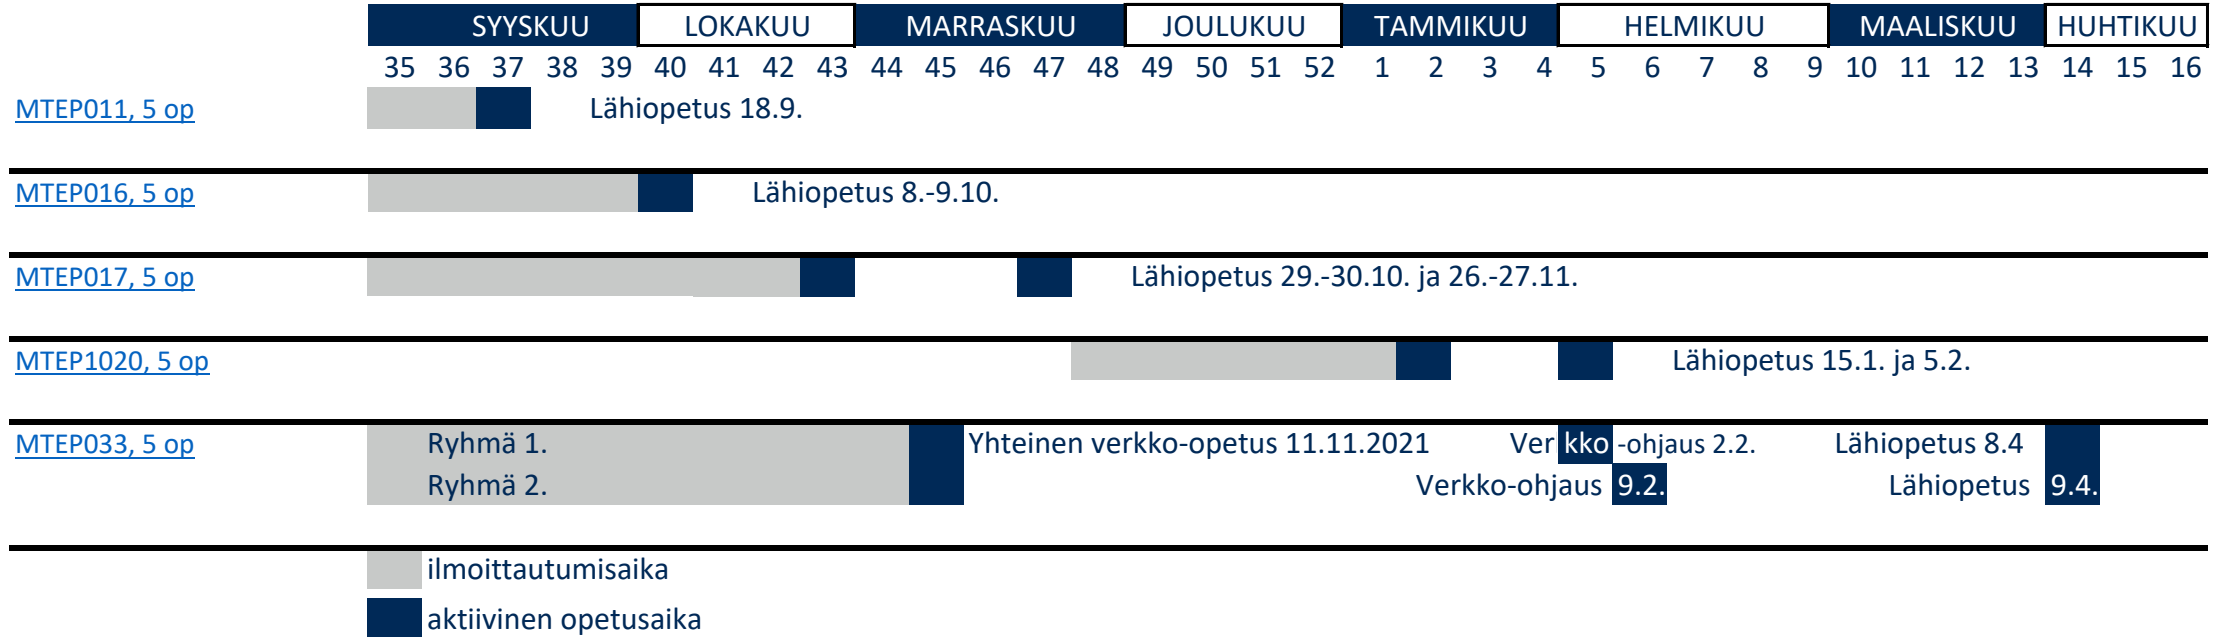 SYYSKUU LOKAKUU MARRASKUU JOULUKUU TAMMIKUU HELMIKUU MAALISKUU HUHTIKUU
35 36 37 38 39 40 41 42 43 44 45 46 47 48 49 50 51 52 1 2 3 4 5 6 7 8 9 10 11 12 13 14 15 16
MTEP011, 5 op Lähiopetus 18.9.
MTEP016, 5 op Lähiopetus 8.-9.10.
MTEP017, 5 op Lähiopetus 29.-30.10. ja 26.-27.11.
MTEP1020, 5 op Lähiopetus 15.1. ja 5.2.
MTEP033, 5 op Ryhmä 1. Yhteinen verkko-opetus 11.11.2021 Verkko-ohjaus 2.2. Lähiopetus 8.4
Ryhmä 2. Verkko-ohjaus 9.2. Lähiopetus 9.4.
ilmoittautumisaika
aktiivinen opetusaika